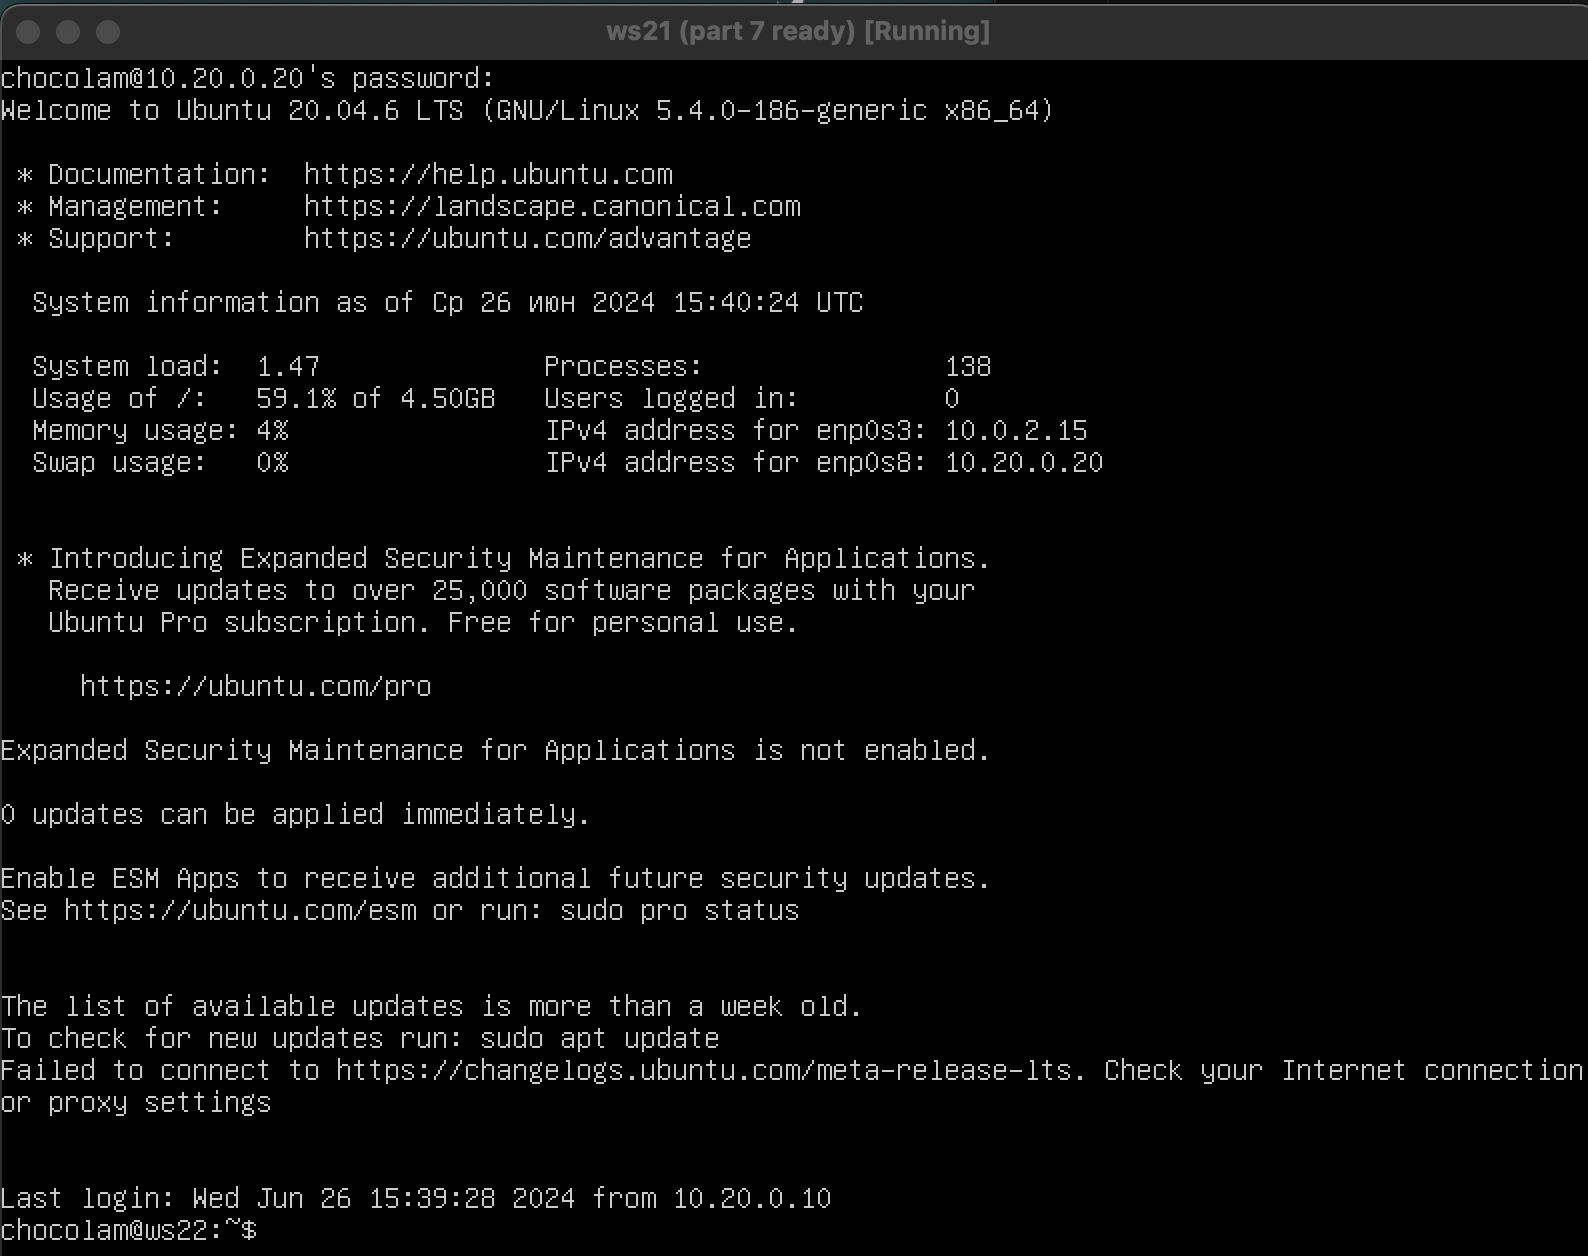 ws21 (part 7 ready) [Running]
chocolam@10.20.0.20's password:
Welcome to Ubuntu 20.04.6 LTS (GNU/Linux 5.4.0-186-generic x86_64)
* Documentation:  https://help.ubuntu.com
* Management:     https://landscape.canonical.com
* Support:        https://ubuntu.com/advantage
System information as of Ср 26 июн 2024 15:40:24 UTC
System load:  1.47              Processes:               138
Usage of /:   59.1% of 4.50GB   Users logged in:         0
Memory usage: 4%                IPv4 address for enp0s3: 10.0.2.15
Swap usage:   0%                IPv4 address for enp0s8: 10.20.0.20
* Introducing Expanded Security Maintenance for Applications.
Receive updates to over 25,000 software packages with your
Ubuntu Pro subscription. Free for personal use.
https://ubuntu.com/pro
Expanded Security Maintenance for Applications is not enabled.
0 updates can be applied immediately.
Enable ESM Apps to receive additional future security updates.
See https://ubuntu.com/esm or run: sudo pro status
The list of available updates is more than a week old.
To check for new updates run: sudo apt update
Failed to connect to https://changelogs.ubuntu.com/meta-release-lts. Check your Internet connection
or proxy settings
Last login: Wed Jun 26 15:39:28 2024 from 10.20.0.10
chocolam@ws22:~$